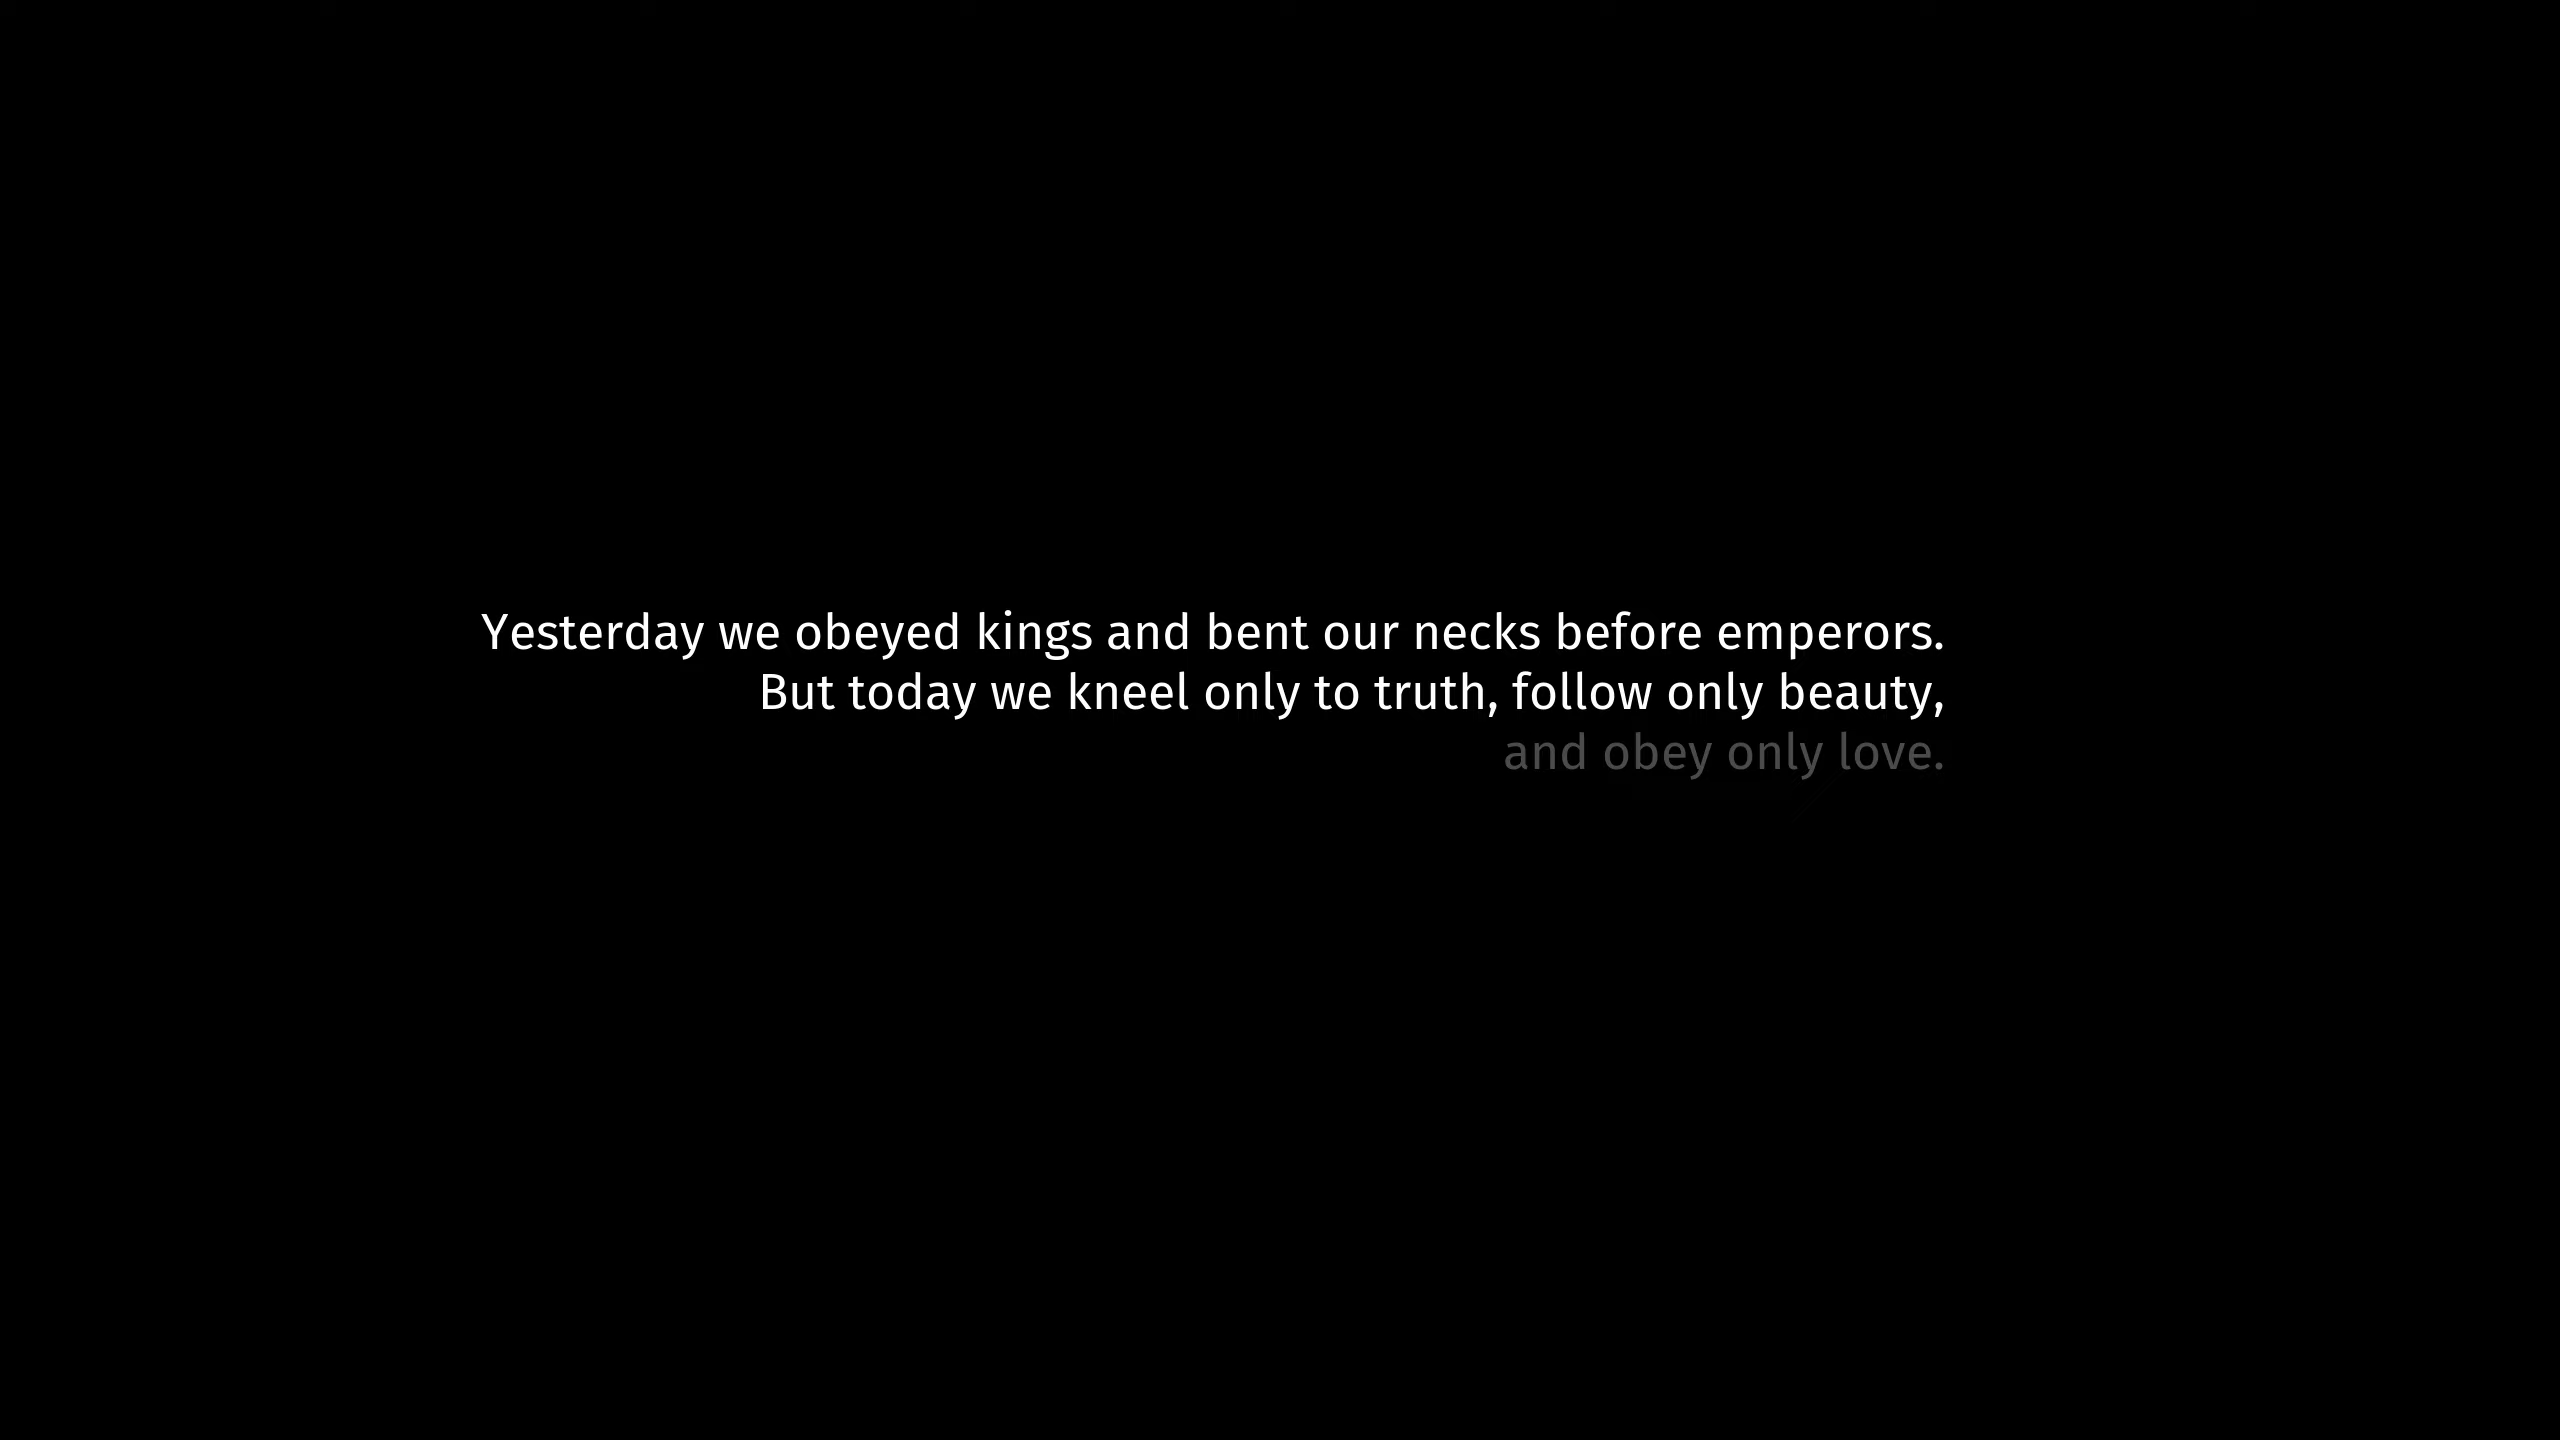 Yesterday we obeyed kings and bent our necks before emperors.
But today we kneel only to truth, follow only beauty,
and obey only love.